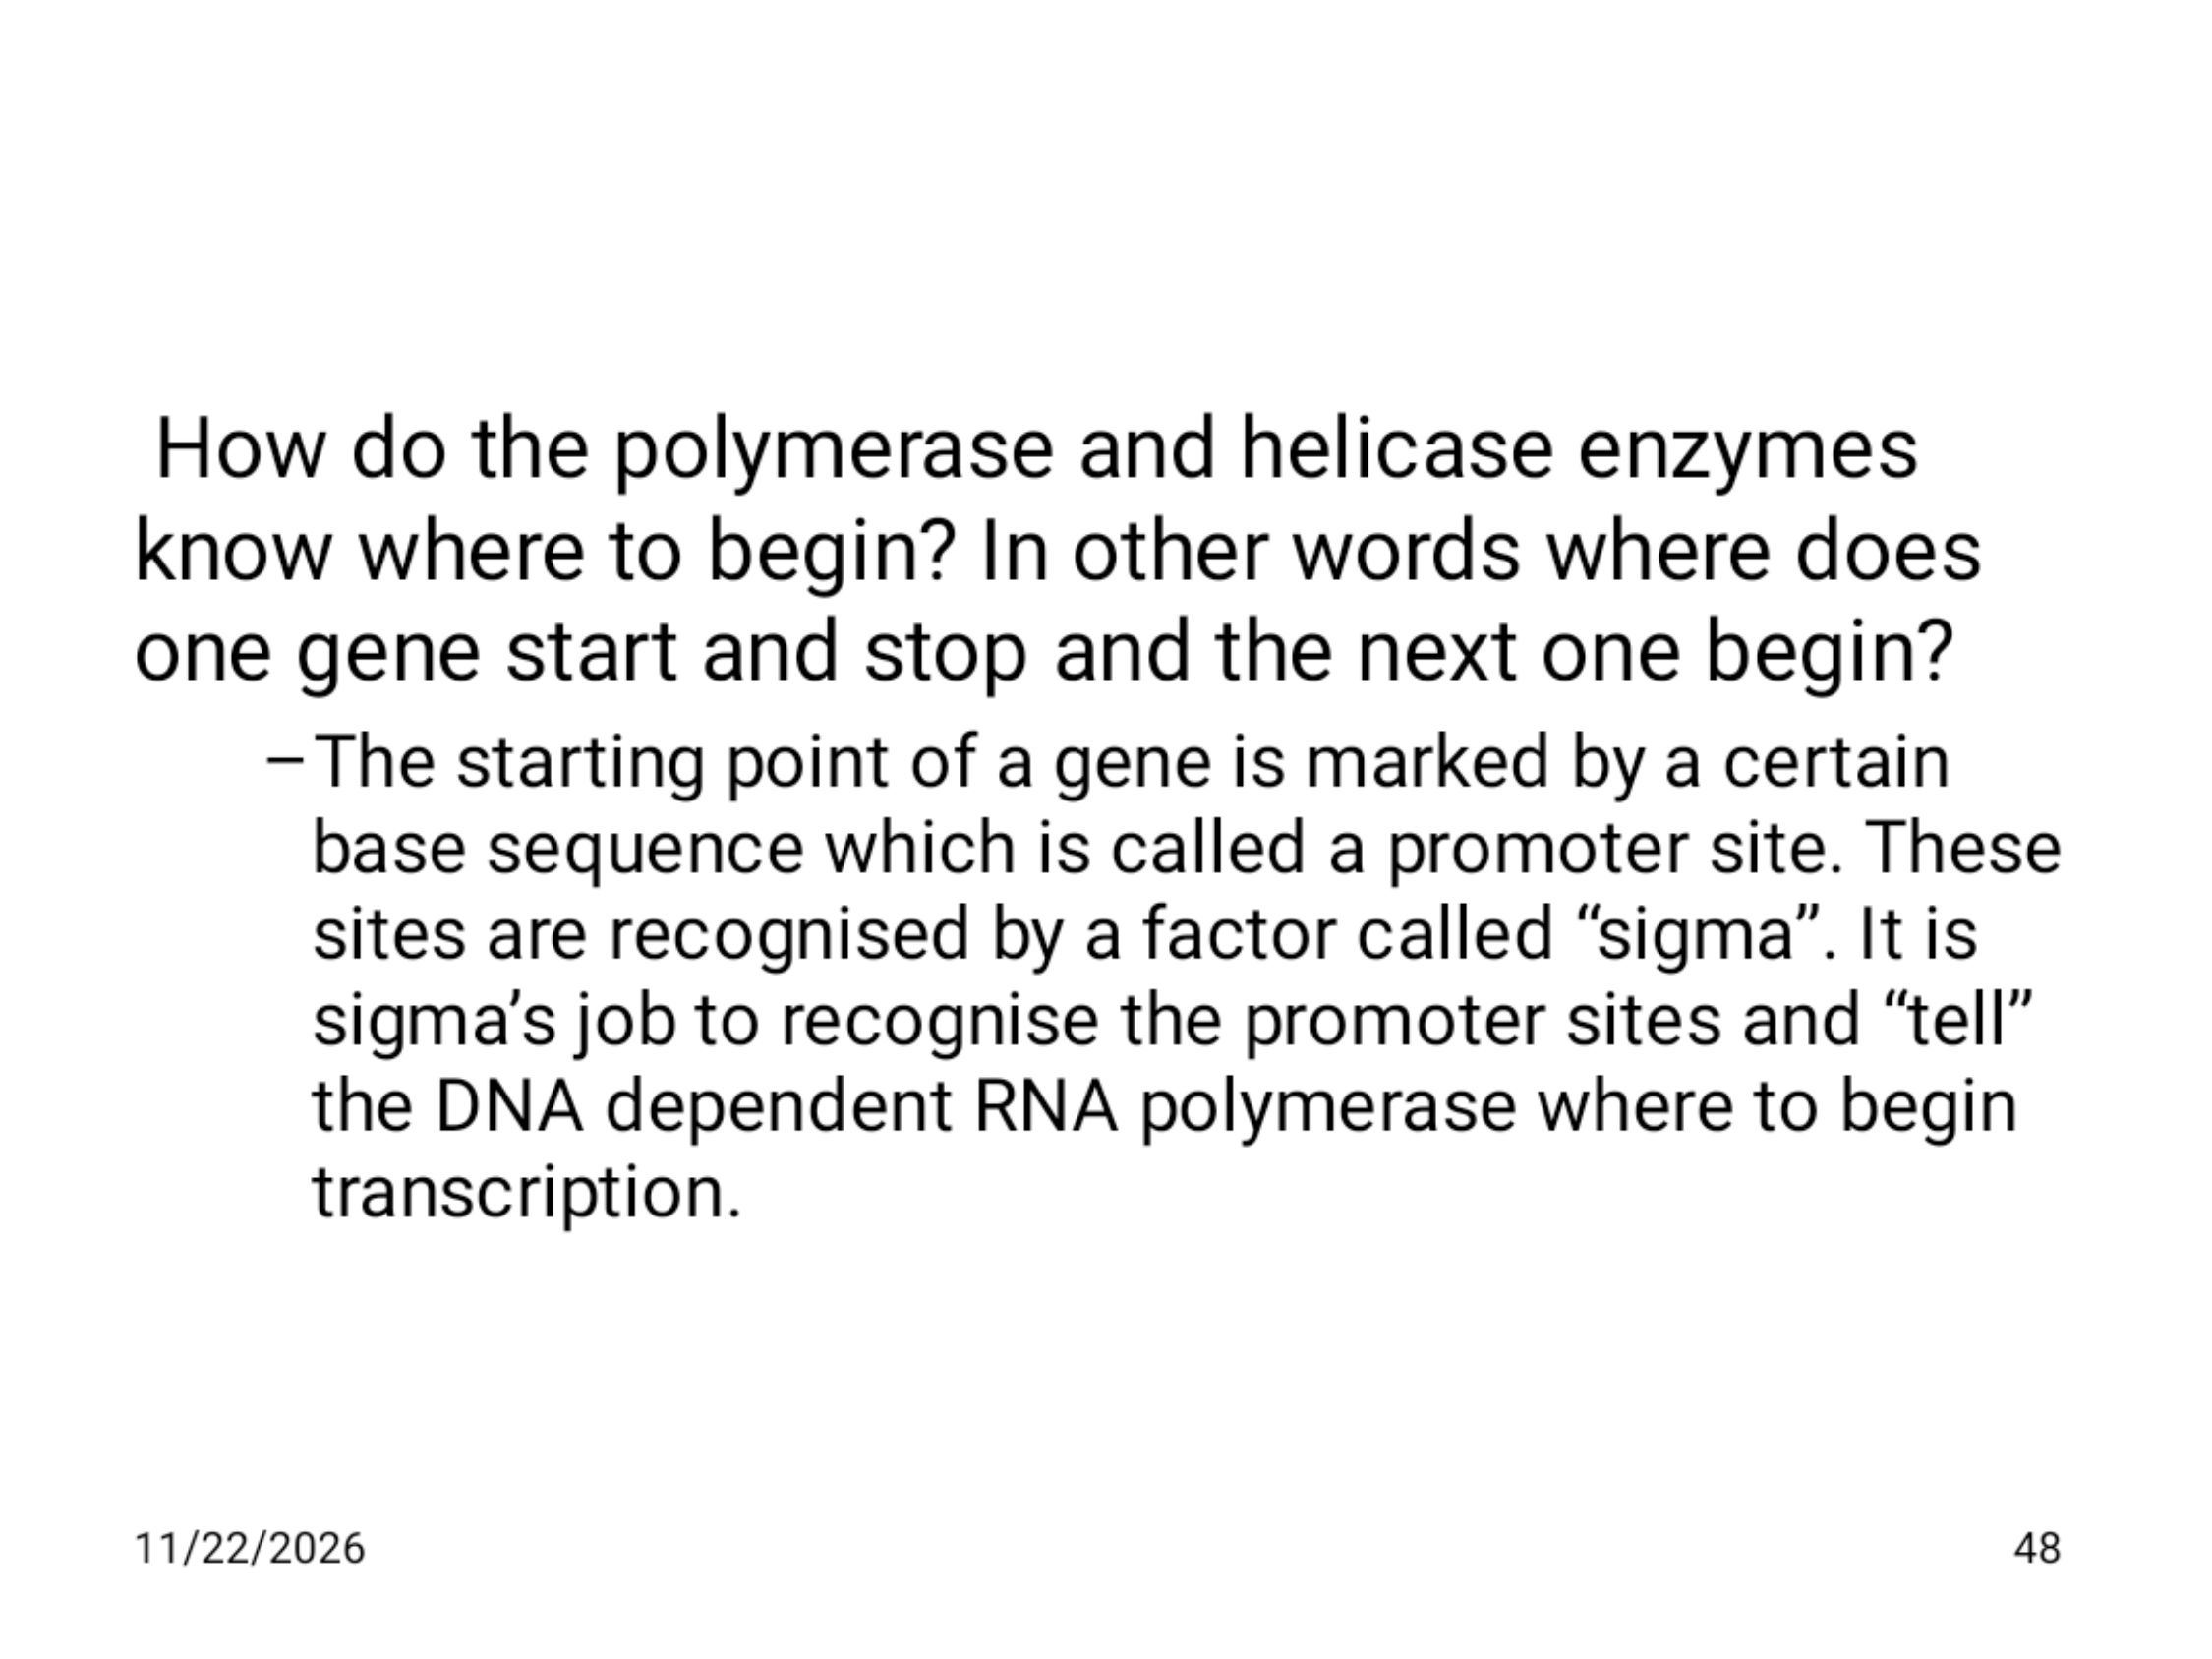 How do the polymerase and helicase enzymes
know where to begin? In other words where does
one gene start and stop and the next one begin?
–The starting point of a gene is marked by a certain
base sequence which is called a promoter site. These
sites are recognised by a factor called “sigma”. It is
sigma’s job to recognise the promoter sites and “tell”
the DNA dependent RNA polymerase where to begin
transcription.
11/22/2026
48